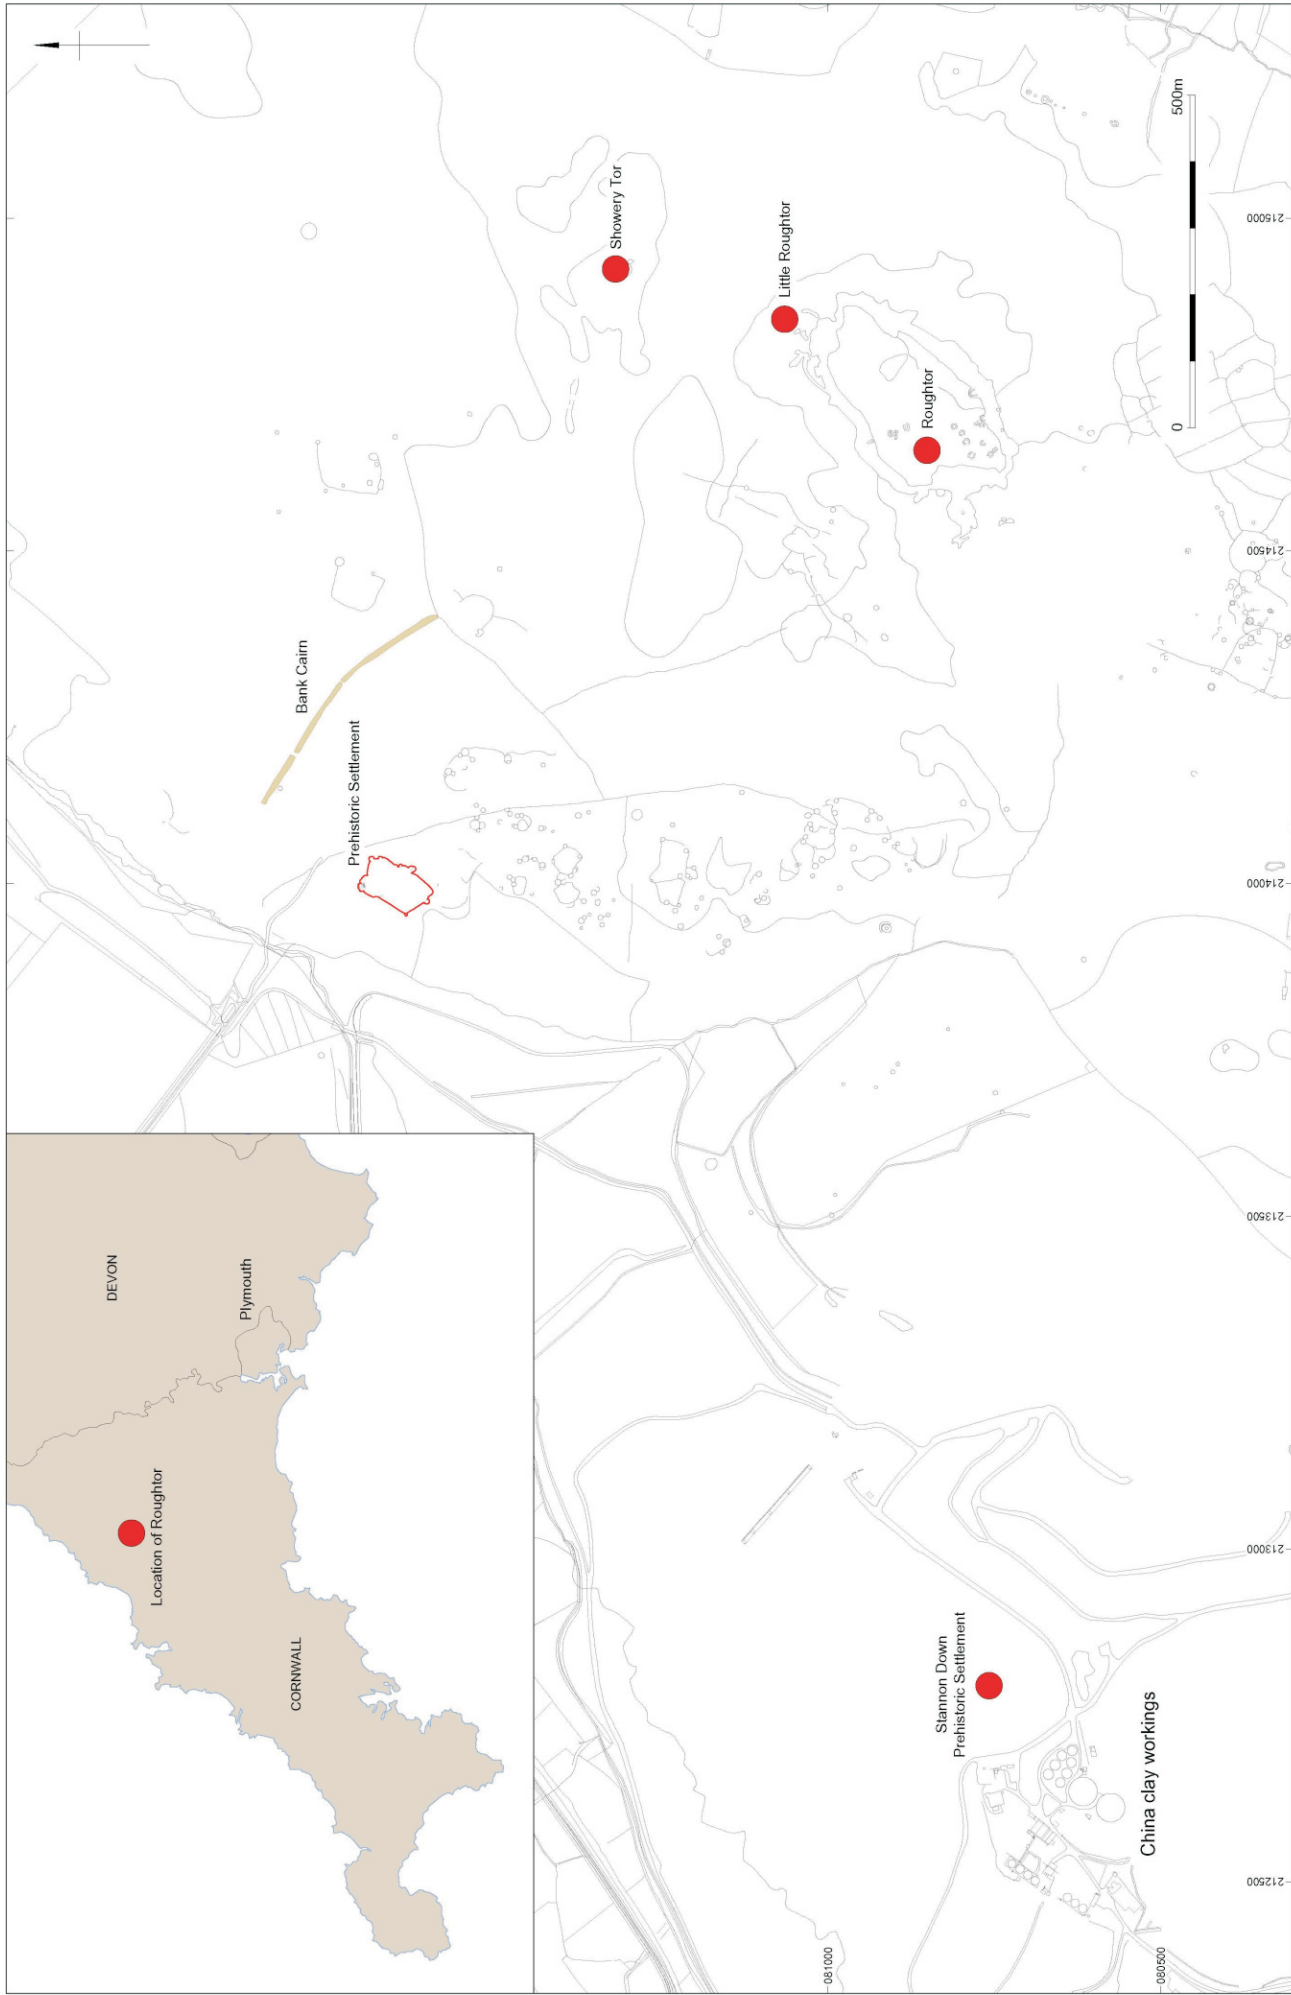 DEVON
Plymouth
Location of Roughtor
CORNWALL
Bank Cairn
Prehistoric Settlement
Showery Tor
Little Roughtor
Roughtor
Stannon Down
Prehistoric Settlement
China clay workings
0
500m
081000
080500
212500
213000
213500
214000
214500
215000